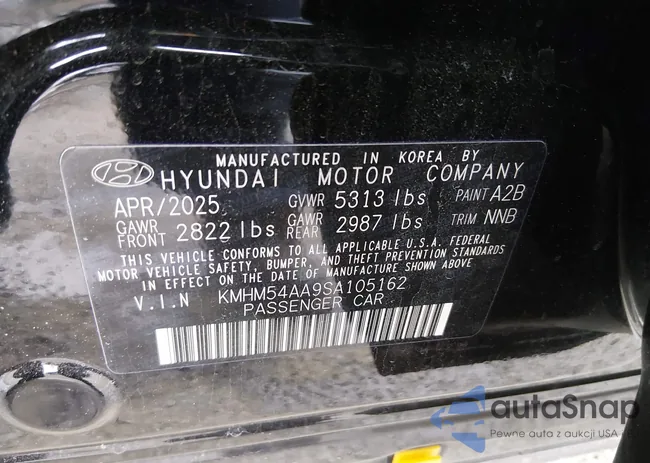 MANUFACTURED IN KOREA BY
HYUNDAI MOTOR COMPANY
APR/2025 GVWR 5313 lbs PAINT A2B
GAWR FRONT 2822 lbs GAWR REAR 2987 lbs TRIM NNB
THIS VEHICLE CONFORMS TO ALL APPLICABLE U.S.A. FEDERAL
MOTOR VEHICLE SAFETY, BUMPER, AND THEFT PREVENTION STANDARDS
IN EFFECT ON THE DATE OF MANUFACTURE SHOWN ABOVE.
V.I.N KMHM54AA9SA105162
PASSENGER CAR
autaSnap
Pewne auta z aukcji USA